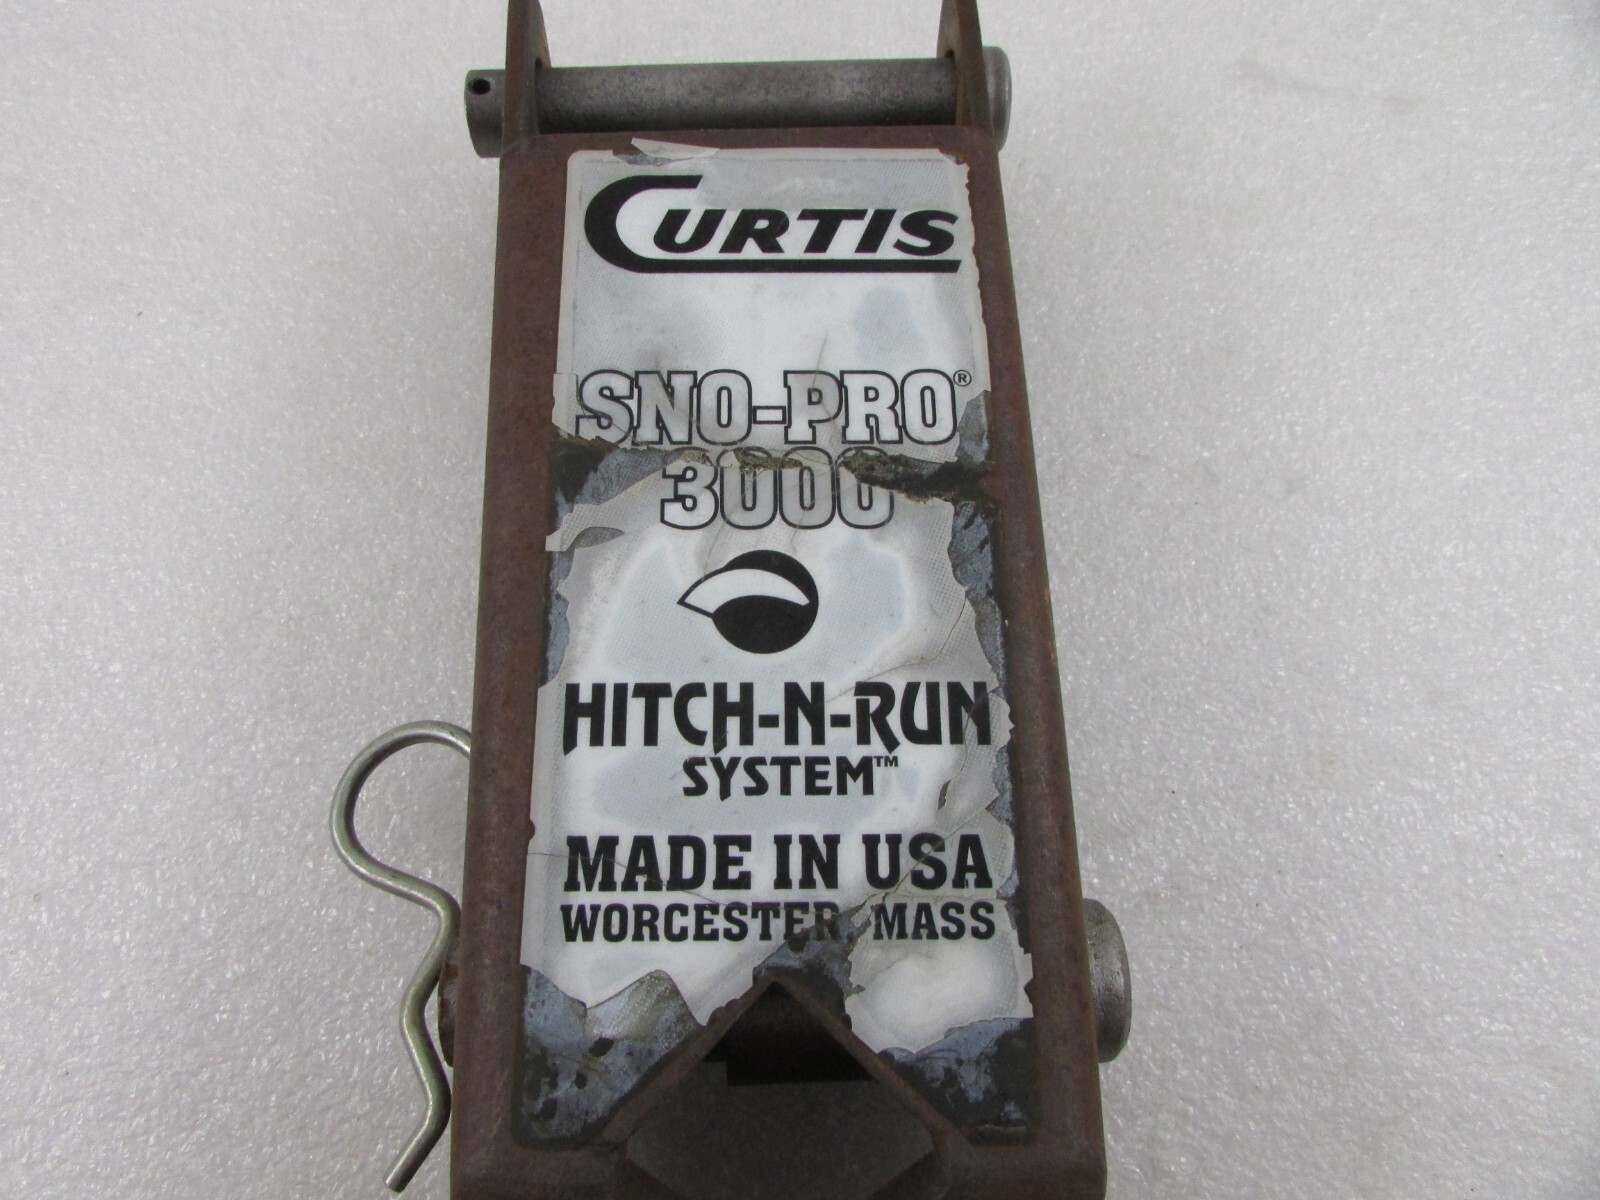 CURTIS
SNO-PRO®
3000
HITCH-N-RUN
SYSTEM™
MADE IN USA
WORCESTER MASS